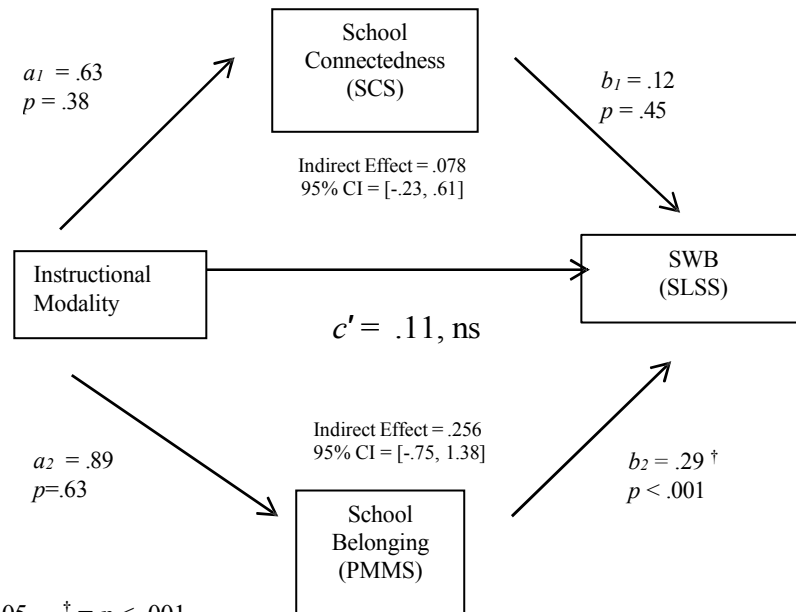 School
Connectedness
(SCS)
a1 = .63
p = .38
b1 = .12
p = .45
Indirect Effect = .078
95% CI = [-.23, .61]
Instructional
Modality
SWB
(SLSS)
c′ = .11, ns
Indirect Effect = .256
95% CI = [-.75, 1.38]
a2 = .89
p=.63
b2 = .29 †
p < .001
School
Belonging
(PMMS)
05 † = p < .001